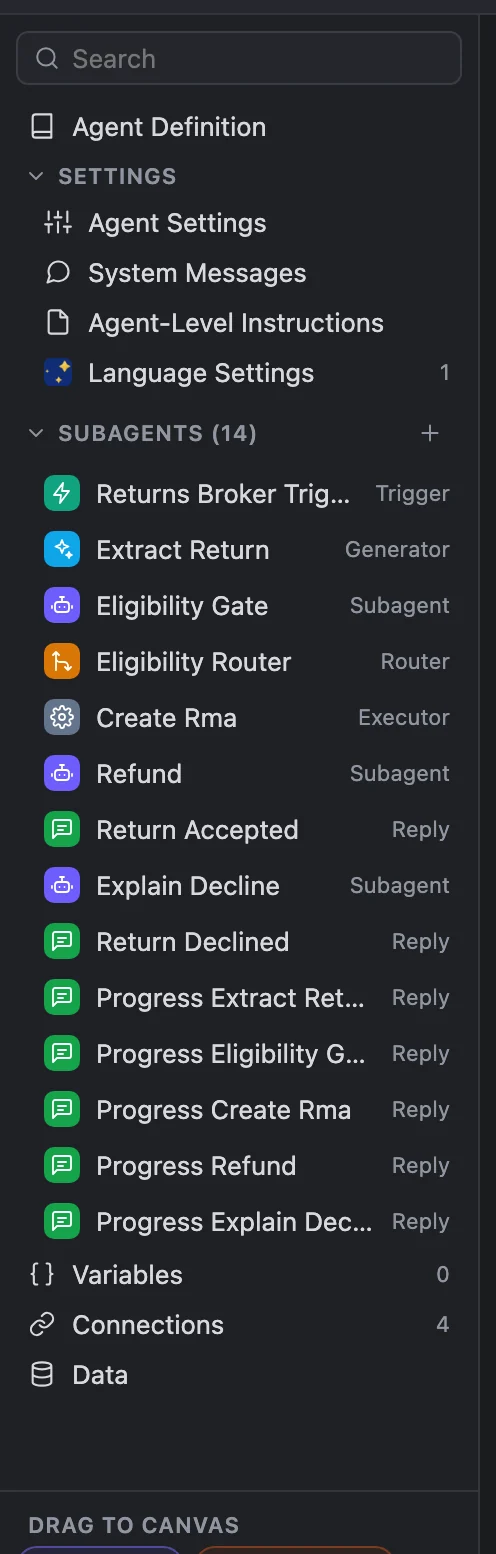 Search
Agent Definition
SETTINGS
Agent Settings
System Messages
Agent-Level Instructions
Language Settings 1
SUBAGENTS (14) +
Returns Broker Trig... Trigger
Extract Return Generator
Eligibility Gate Subagent
Eligibility Router Router
Create Rma Executor
Refund Subagent
Return Accepted Reply
Explain Decline Subagent
Return Declined Reply
Progress Extract Ret... Reply
Progress Eligibility G... Reply
Progress Create Rma Reply
Progress Refund Reply
Progress Explain Dec... Reply
Variables 0
Connections 4
Data
DRAG TO CANVAS